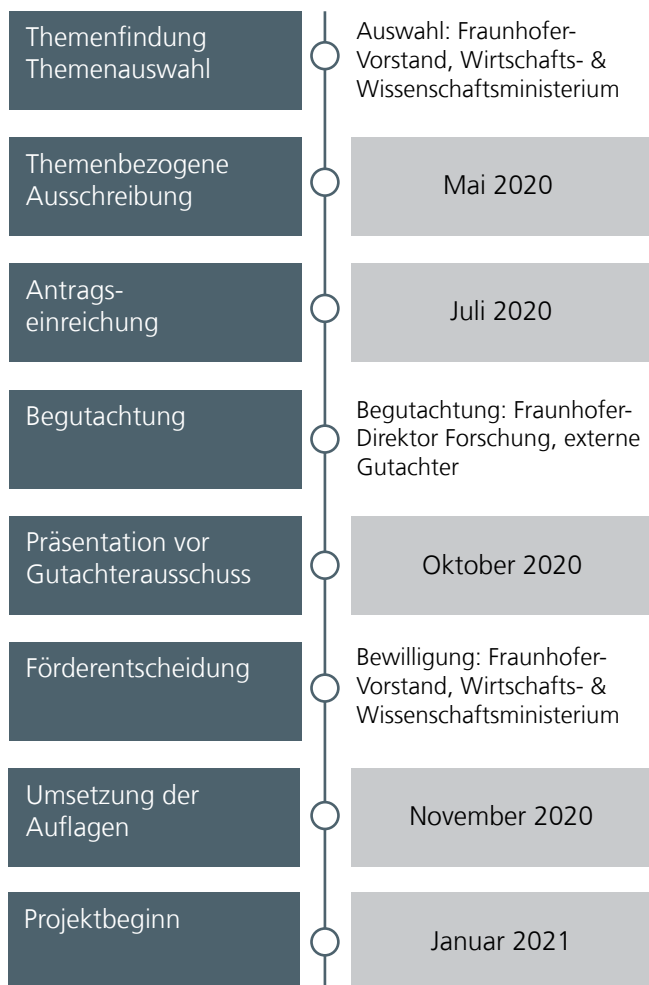 Themenfindung
Themenauswahl
Auswahl: Fraunhofer-
Vorstand, Wirtschafts- &
Wissenschaftsministerium
Themenbezogene
Ausschreibung
Mai 2020
Antrags-
einreichung
Juli 2020
Begutachtung
Begutachtung: Fraunhofer-
Direktor Forschung, externe
Gutachter
Präsentation vor
Gutachterausschuss
Oktober 2020
Förderentscheidung
Bewilligung: Fraunhofer-
Vorstand, Wirtschafts- &
Wissenschaftsministerium
Umsetzung der
Auflagen
November 2020
Projektbeginn
Januar 2021